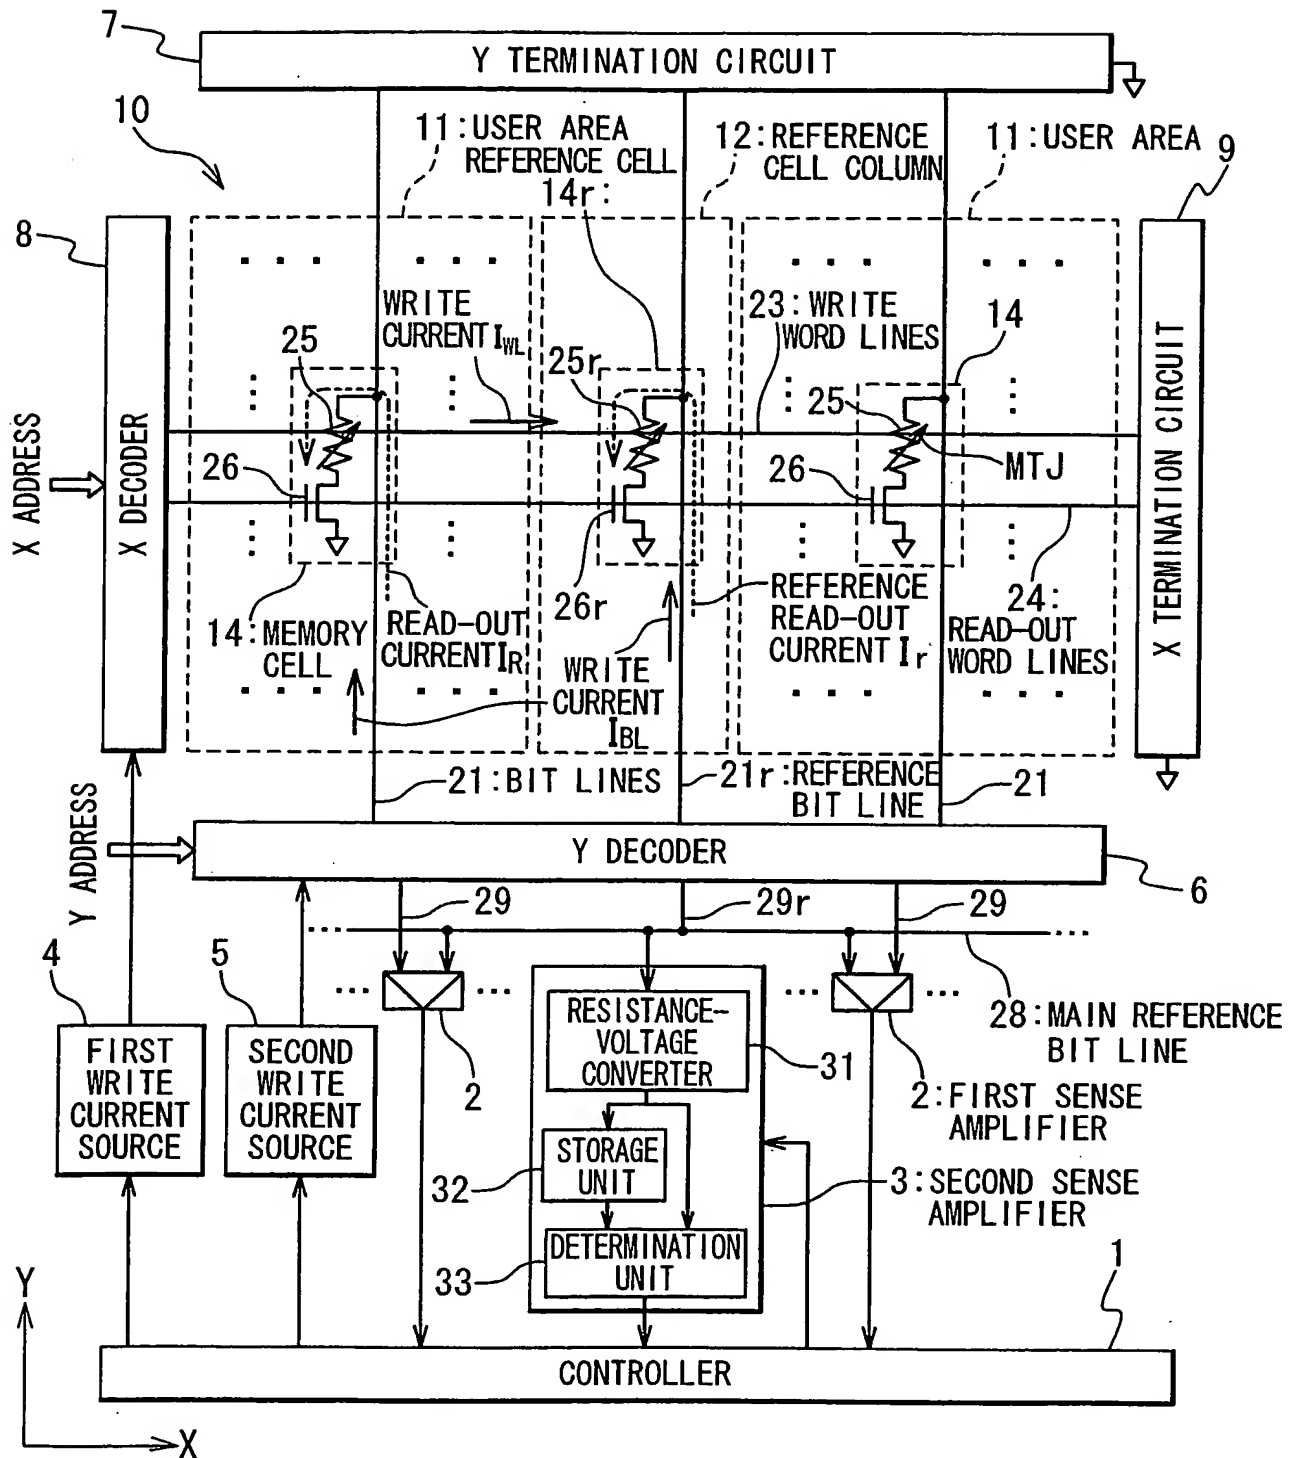 7
Y TERMINATION CIRCUIT
10
11:USER AREA
REFERENCE CELL
14r:
12:REFERENCE
CELL COLUMN
11:USER AREA
9
8
WRITE
CURRENT IWL
23:WRITE
WORD LINES
14
25
25r
25
X ADDRESS
X DECODER
26
26
MTJ
X TERMINATION CIRCUIT
14:MEMORY
CELL
READ-OUT
CURRENT IR
26r
WRITE
CURRENT
IBL
REFERENCE
READ-OUT
CURRENT Ir
24:
READ-OUT
WORD LINES
21:BIT LINES
21r:REFERENCE
BIT LINE
21
Y ADDRESS
Y DECODER
6
29
29r
29
4
5
FIRST
WRITE
CURRENT
SOURCE
SECOND
WRITE
CURRENT
SOURCE
2
RESISTANCE-
VOLTAGE
CONVERTER
31
28:MAIN REFERENCE
BIT LINE
2:FIRST SENSE
AMPLIFIER
STORAGE
UNIT
32
3:SECOND SENSE
AMPLIFIER
DETERMINATION
UNIT
33
1
Y
CONTROLLER
X